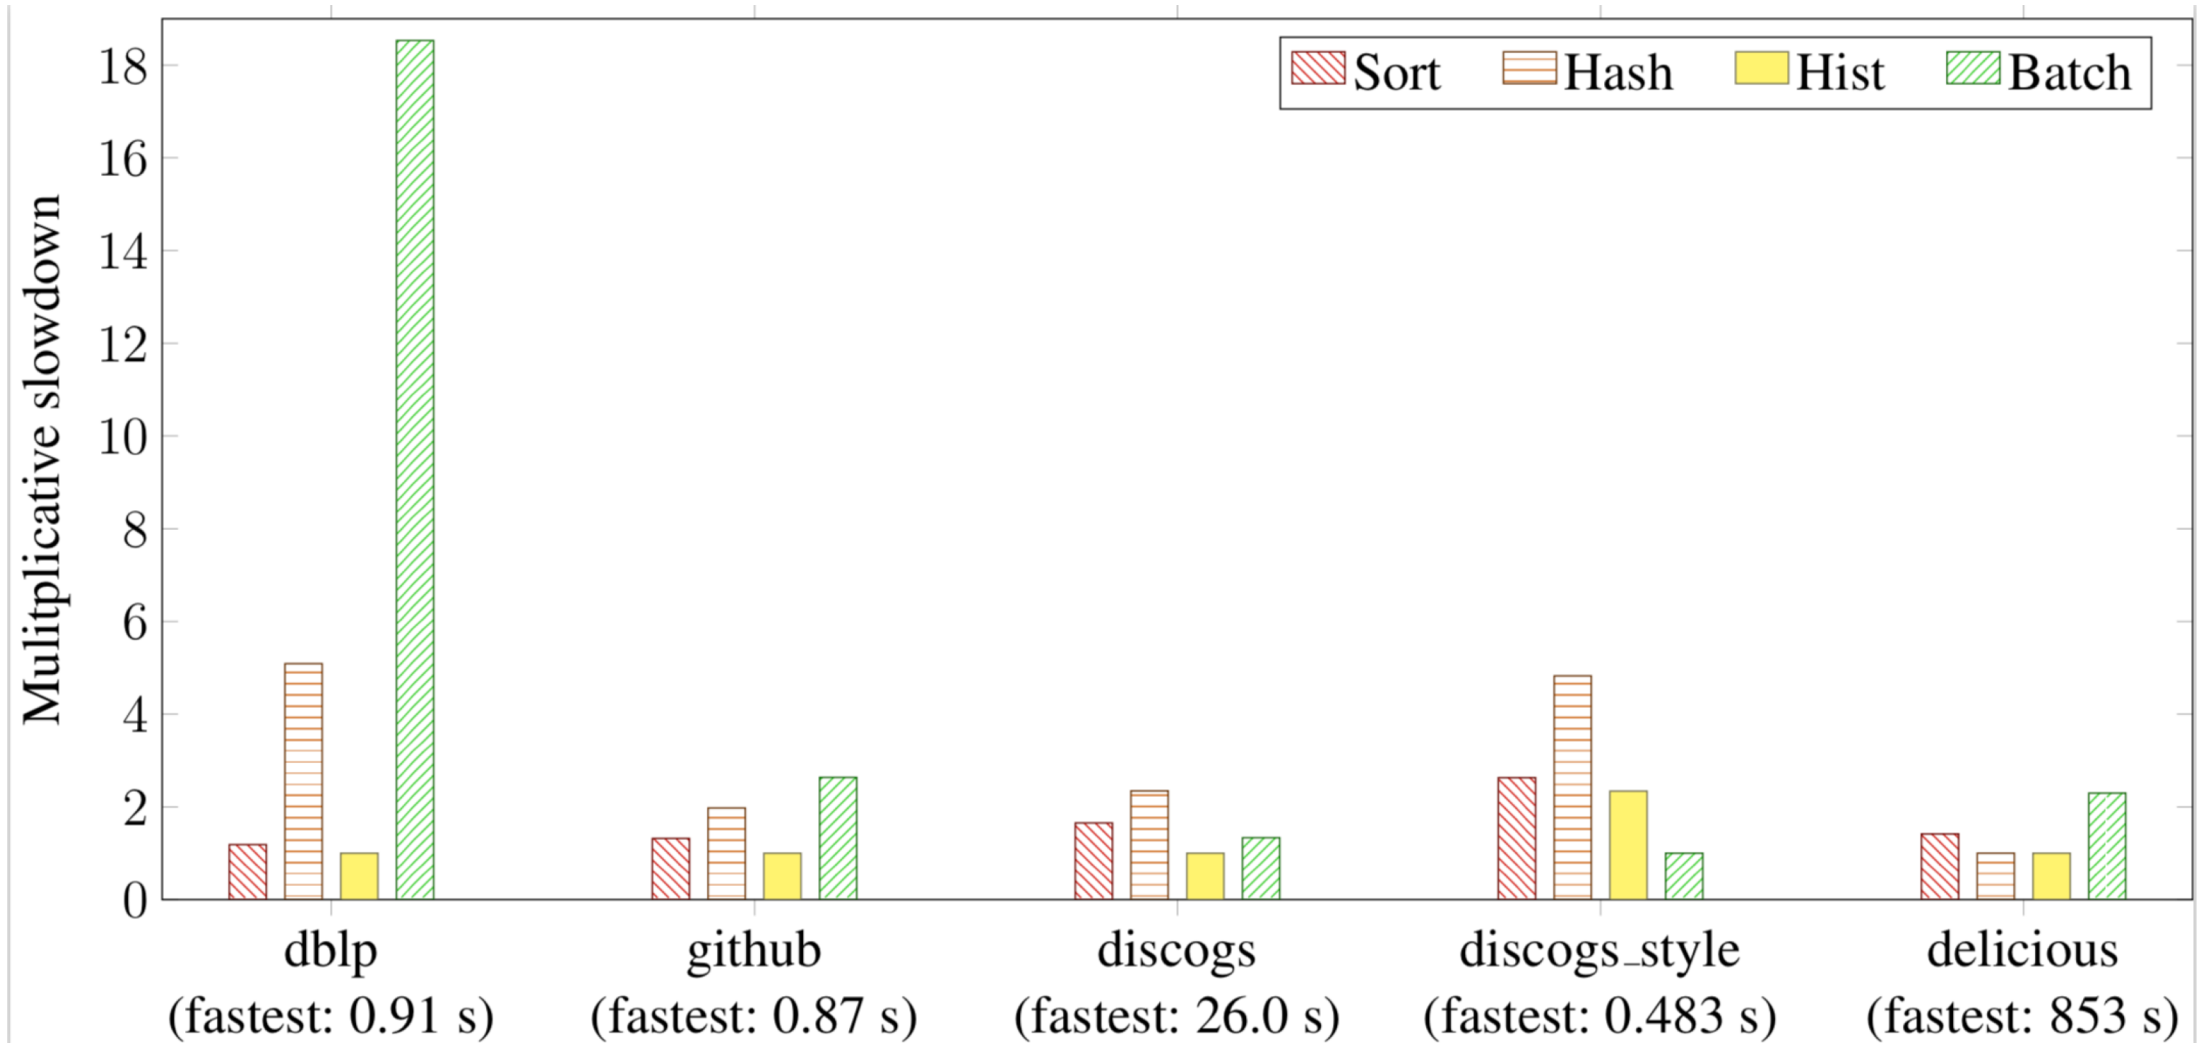 Mulitplicative slowdown
18
16
14
12
10
8
6
4
2
0
Sort Hash Hist Batch
dblp github discogs discogs_style delicious
(fastest: 0.91 s) (fastest: 0.87 s) (fastest: 26.0 s) (fastest: 0.483 s) (fastest: 853 s)